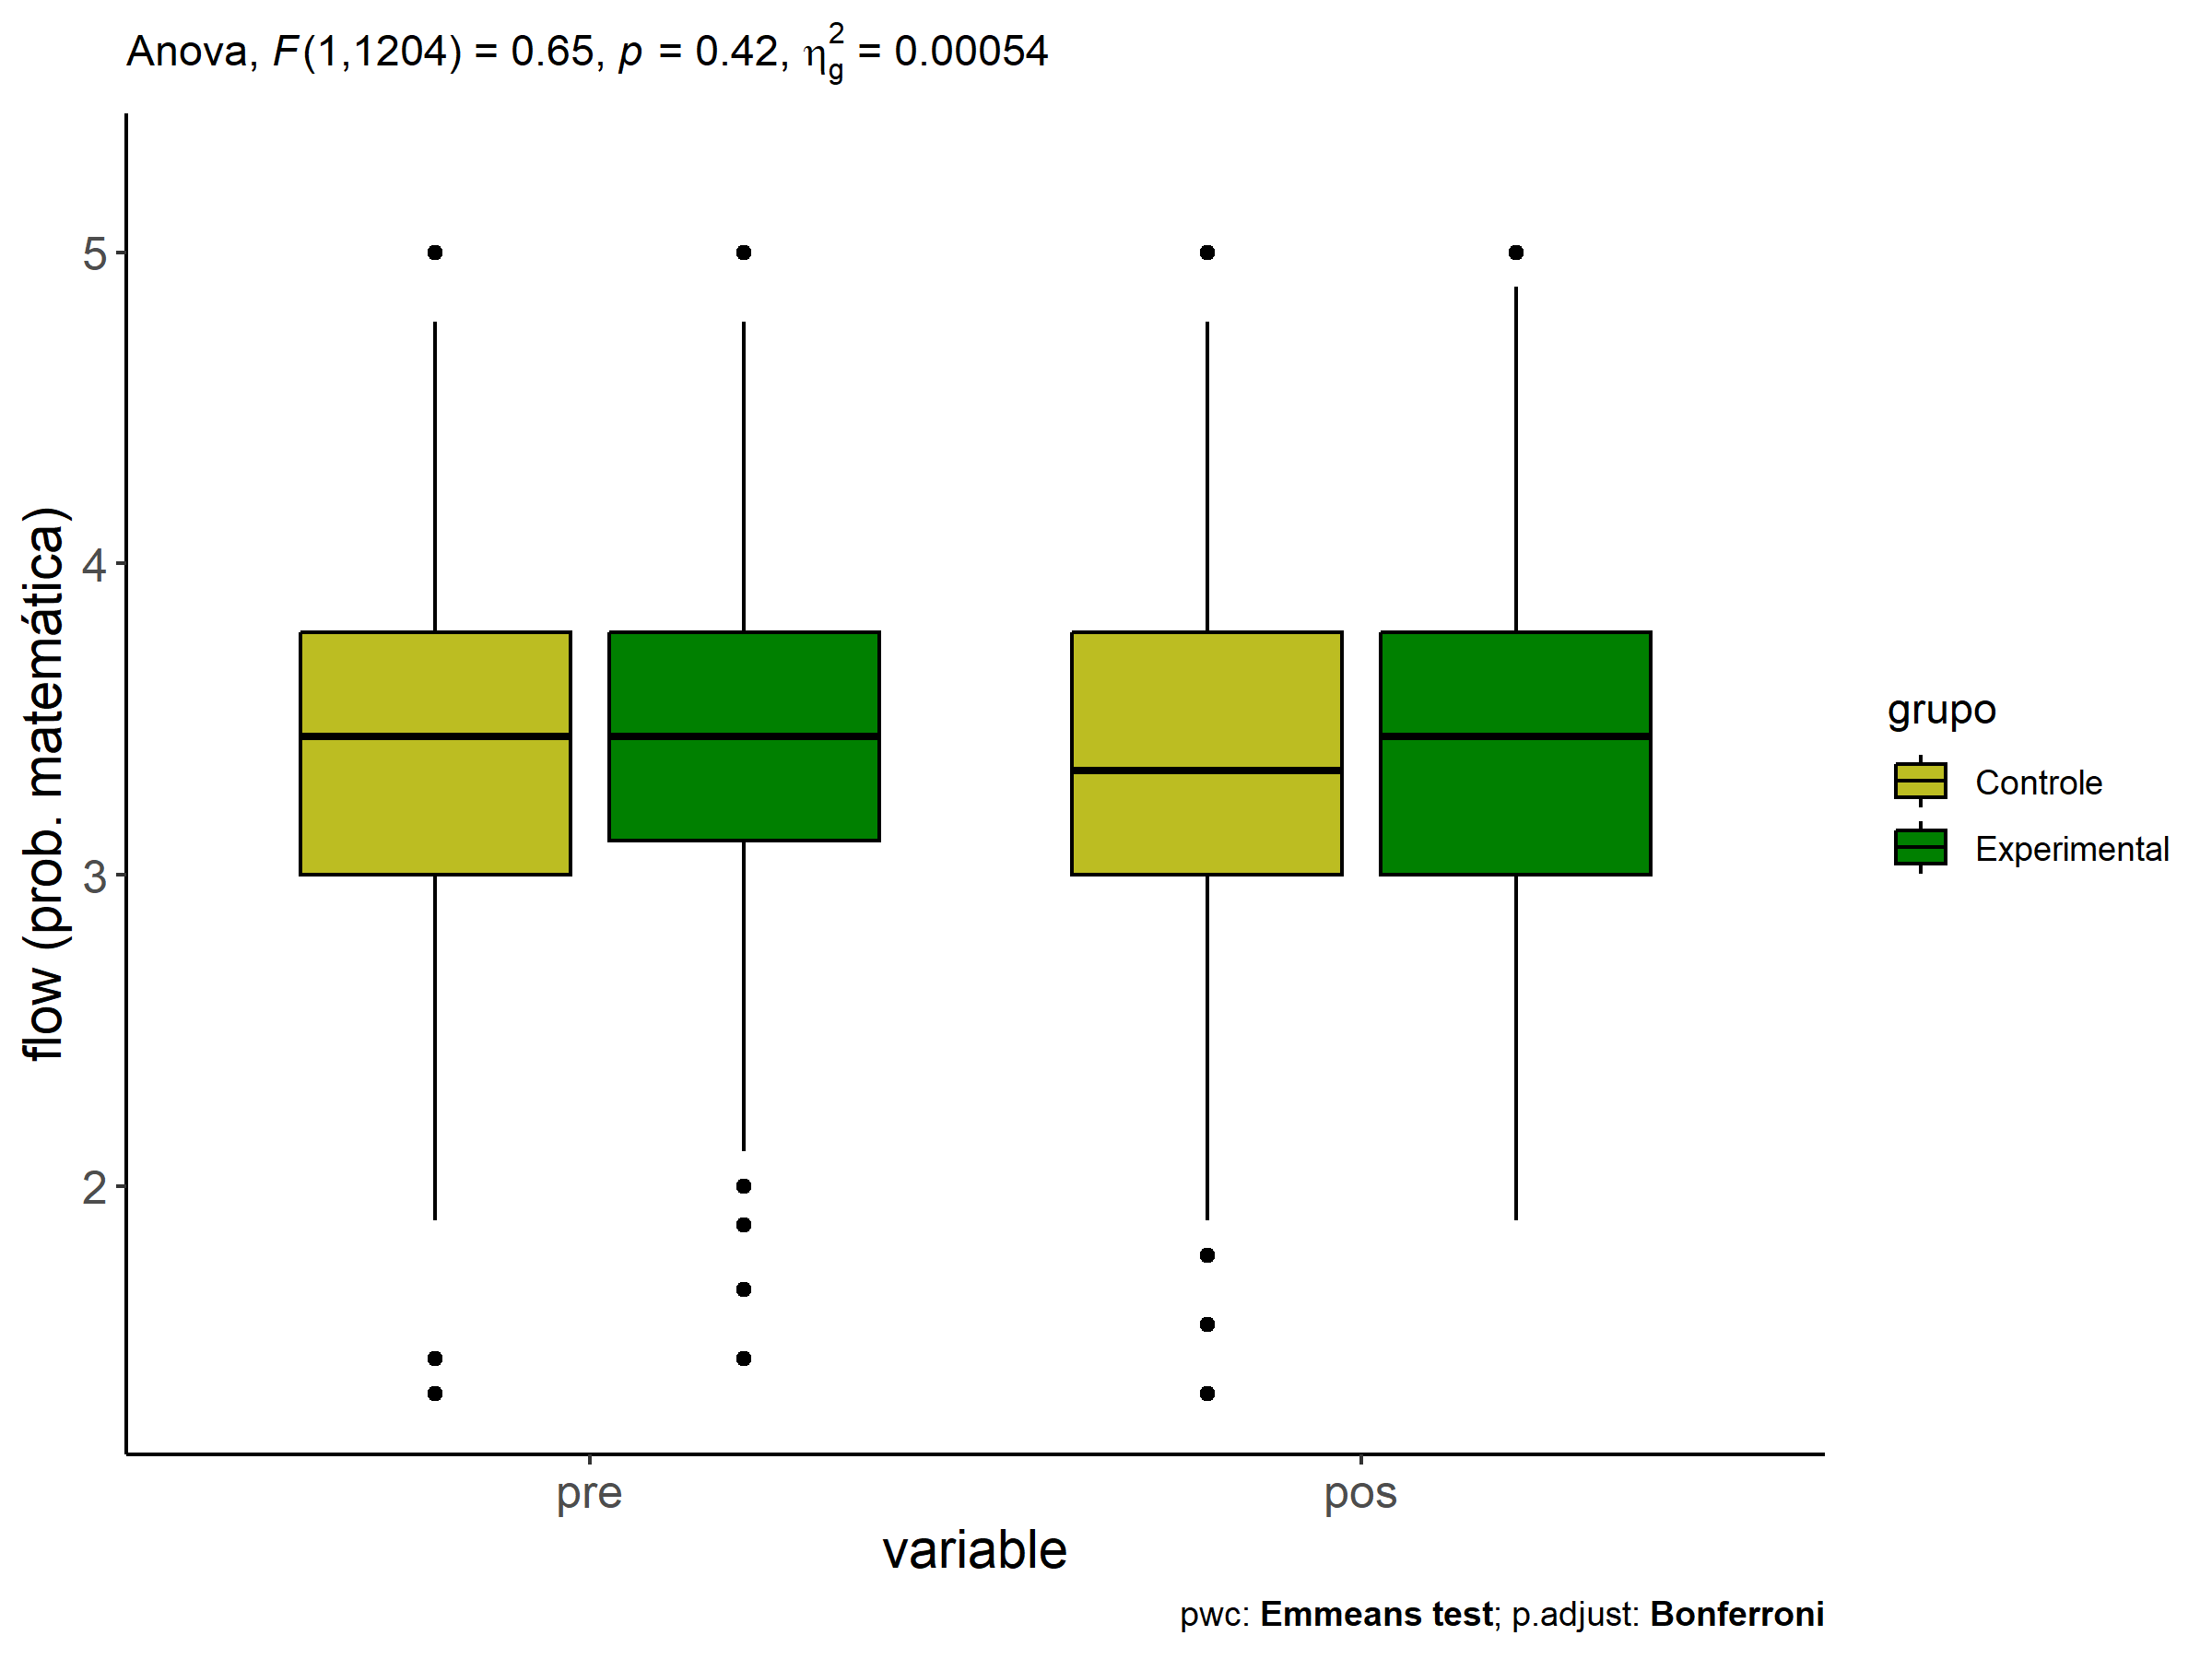 Anova, F(1,1204) = 0.65, p = 0.42, η²g = 0.00054
flow (prob. matemática)
5
4
3
2
pre
pos
variable
grupo
Controle
Experimental
pwc: Emmeans test; p.adjust: Bonferroni